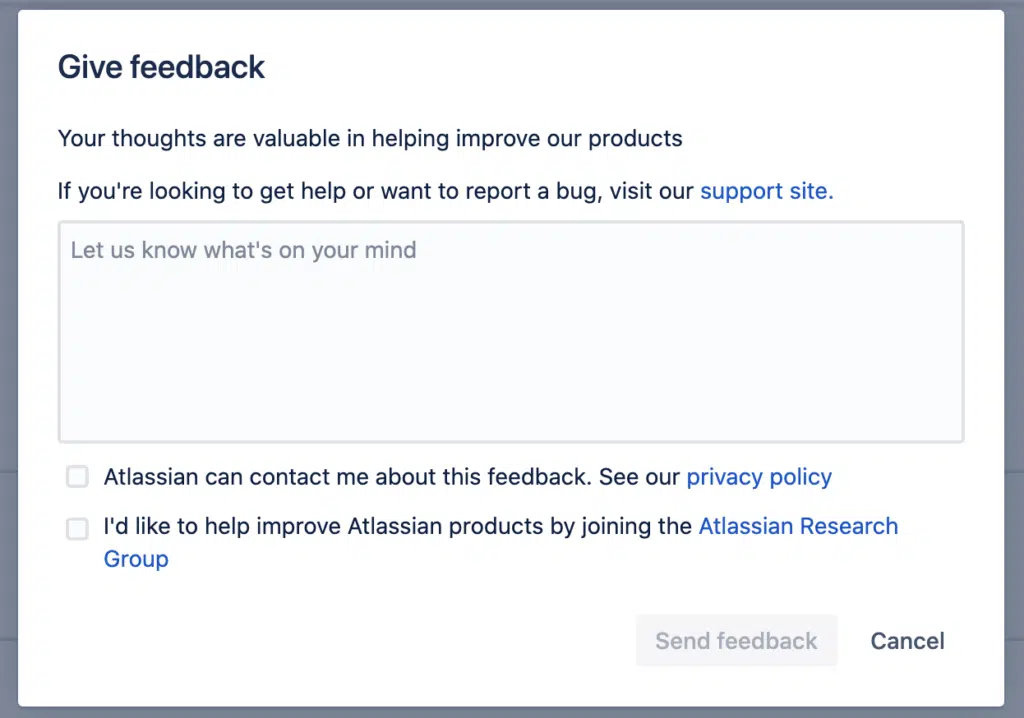 Give feedback
Your thoughts are valuable in helping improve our products
If you're looking to get help or want to report a bug, visit our support site.
Let us know what's on your mind
Atlassian can contact me about this feedback. See our privacy policy
I'd like to help improve Atlassian products by joining the Atlassian Research
Group
Send feedback
Cancel